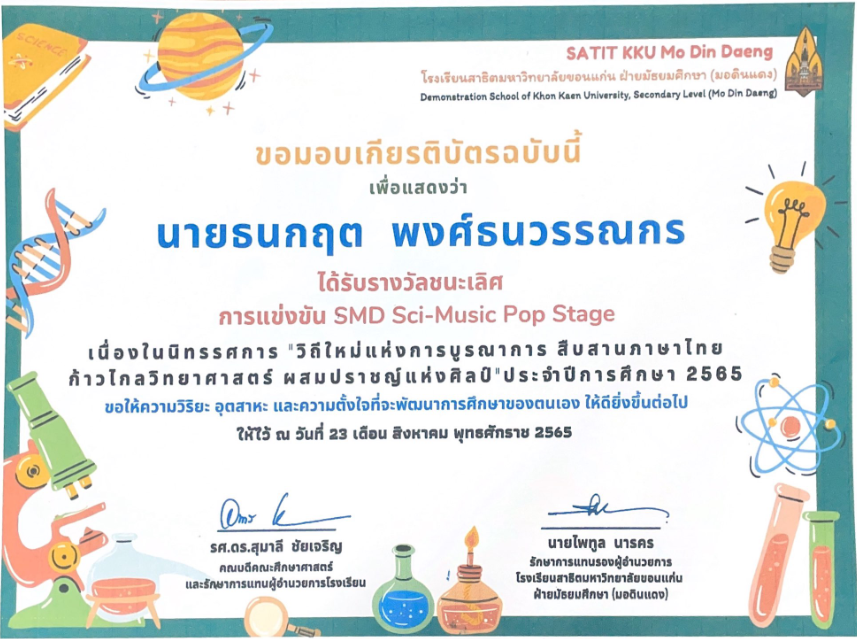 SCIENCE
SATIT KKU Mo Din Daeng
โรงเรียนสาธิตมหาวิทยาลัยขอนแก่น ฝ่ายมัธยมศึกษา (มอดินแดง)
Demonstration School of Khon Kaen University, Secondary Level (Mo Din Daeng)
ขอมอบเกียรติบัตรฉบับนี้
เพื่อแสดงว่า
นายธนกฤต พงศ์ธนวรรณกร
ได้รับรางวัลชนะเลิศ
การแข่งขัน SMD Sci-Music Pop Stage
เนื่องในนิทรรศการ "วิถีใหม่แห่งการบูรณาการ สืบสานภาษาไทย
ก้าวไกลวิทยาศาสตร์ ผสมปราชญ์แห่งศิลป์"ประจำปีการศึกษา 2565
ขอให้ความวิริยะ อุตสาหะ และความตั้งใจที่จะพัฒนาการศึกษาของตนเอง ให้ดียิ่งขึ้นต่อไป
ให้ไว้ ณ วันที่ 23 เดือน สิงหาคม พุทธศักราช 2565
รศ.ดร.สุมาลี ชัยเจริญ
คณบดีคณะศึกษาศาสตร์
และรักษาการแทนผู้อำนวยการโรงเรียน
นายไพฑูล นารคร
รักษาการแทนรองผู้อำนวยการ
โรงเรียนสาธิตมหาวิทยาลัยขอนแก่น
ฝ่ายมัธยมศึกษา (มอดินแดง)